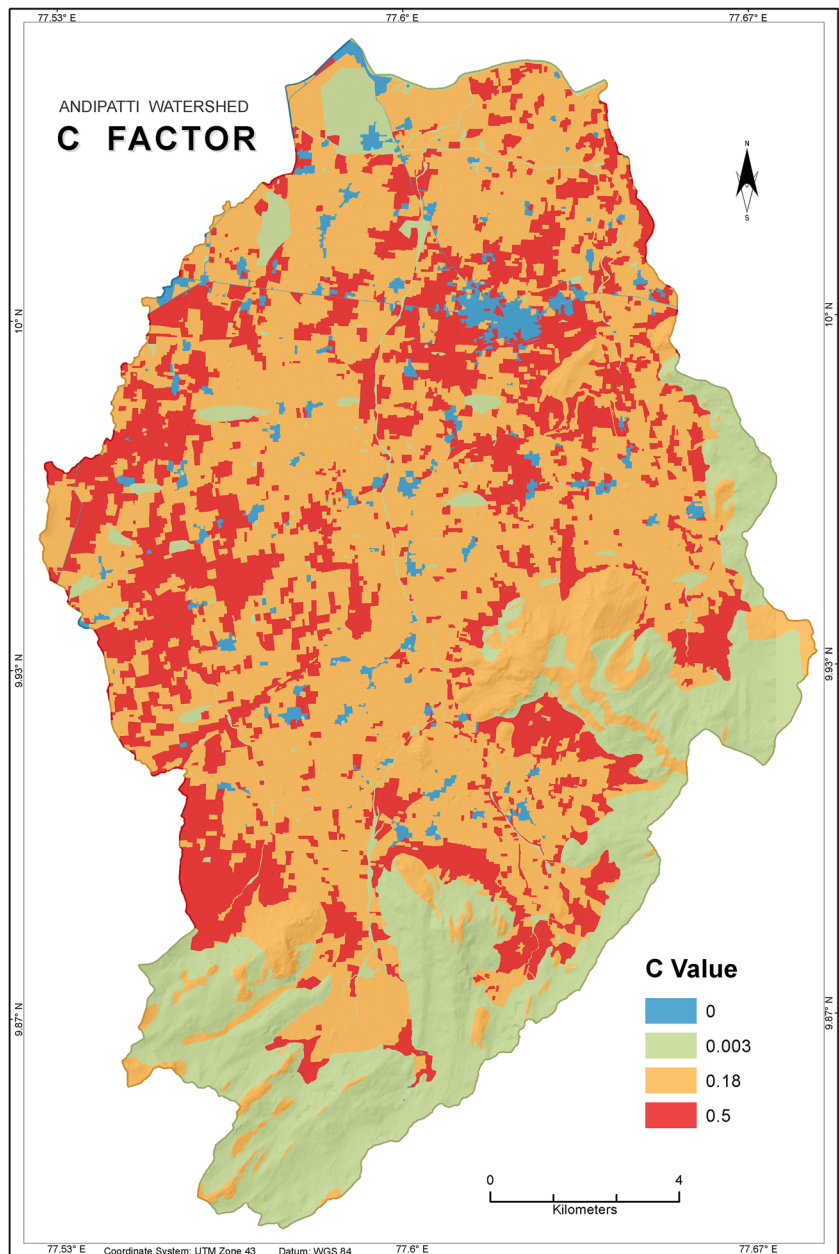 77.53° E
77.6° E
77.67° E
ANDIPATTI WATERSHED
C FACTOR
N
S
10° N
10° N
9.93° N
9.93° N
C Value
0
0.003
0.18
0.5
9.87° N
9.87° N
0 4
Kilometers
77.53° E Coordinate System: UTM Zone 43 Datum: WGS 84 77.6° E 77.67° E